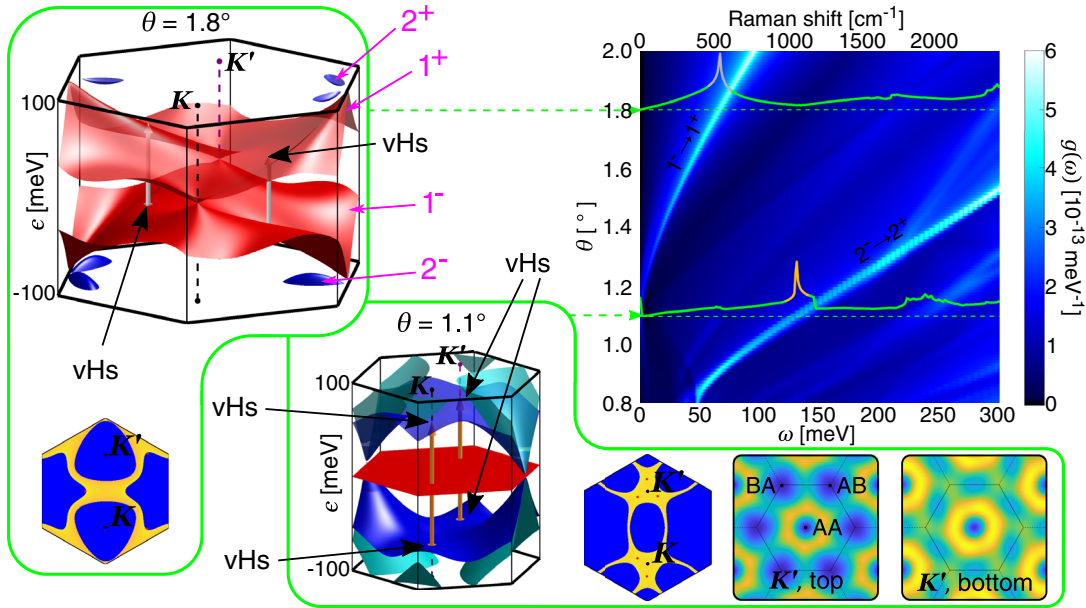 θ = 1.8°
2⁺
1⁺
K'
K
100
vHs
ϵ [meV]
1⁻
-100
2⁻
vHs
K'
K
θ = 1.1°
vHs
K'
K
100
vHs
ϵ [meV]
vHs
-100
Raman shift [cm⁻¹]
0 500 1000 2000
2.0
1.8
1.6
1.4
1.2
1.0
0.8
θ [°]
1⁻→1⁺
2⁻→2⁺
0 50 100 150 200 250 300
ω [meV]
6
5
4
3
2
1
0
g(ω) [10⁻¹³ meV⁻¹]
K'
K
BA AB
AA
K', top
K', bottom